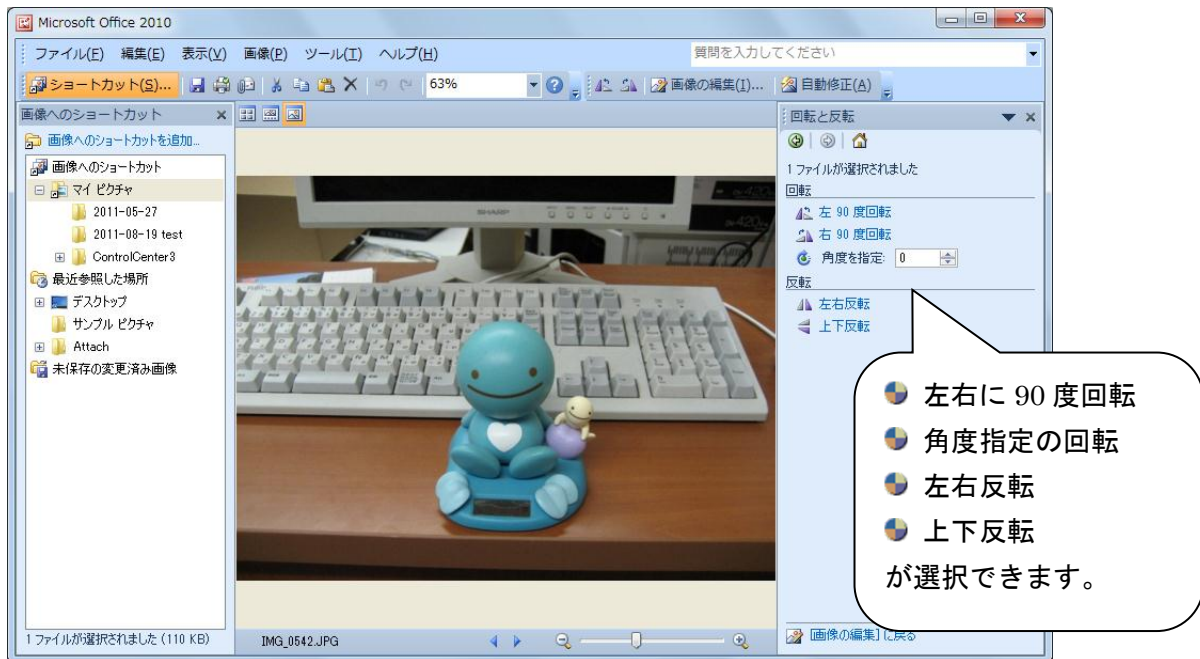 Microsoft Office 2010
ファイル(F) 編集(E) 表示(V) 画像(P) ツール(T) ヘルプ(H) 質問を入力してください
ショートカット(S)... 63% 画像の編集(I)... 自動修正(A)
画像へのショートカット
画像へのショートカットを追加...
画像へのショートカット
マイ ピクチャ
2011-05-27
2011-08-19 test
ControlCenter3
最近参照した場所
デスクトップ
サンプル ピクチャ
Attach
未保存の変更済み画像
1 ファイルが選択されました (110 KB)
SHARP
IMG_0542.JPG
回転と反転
1 ファイルが選択されました
回転
左 90 度回転
右 90 度回転
角度を指定: 0
反転
左右反転
上下反転
[画像の編集] に戻る
左右に 90 度回転
角度指定の回転
左右反転
上下反転
が選択できます。